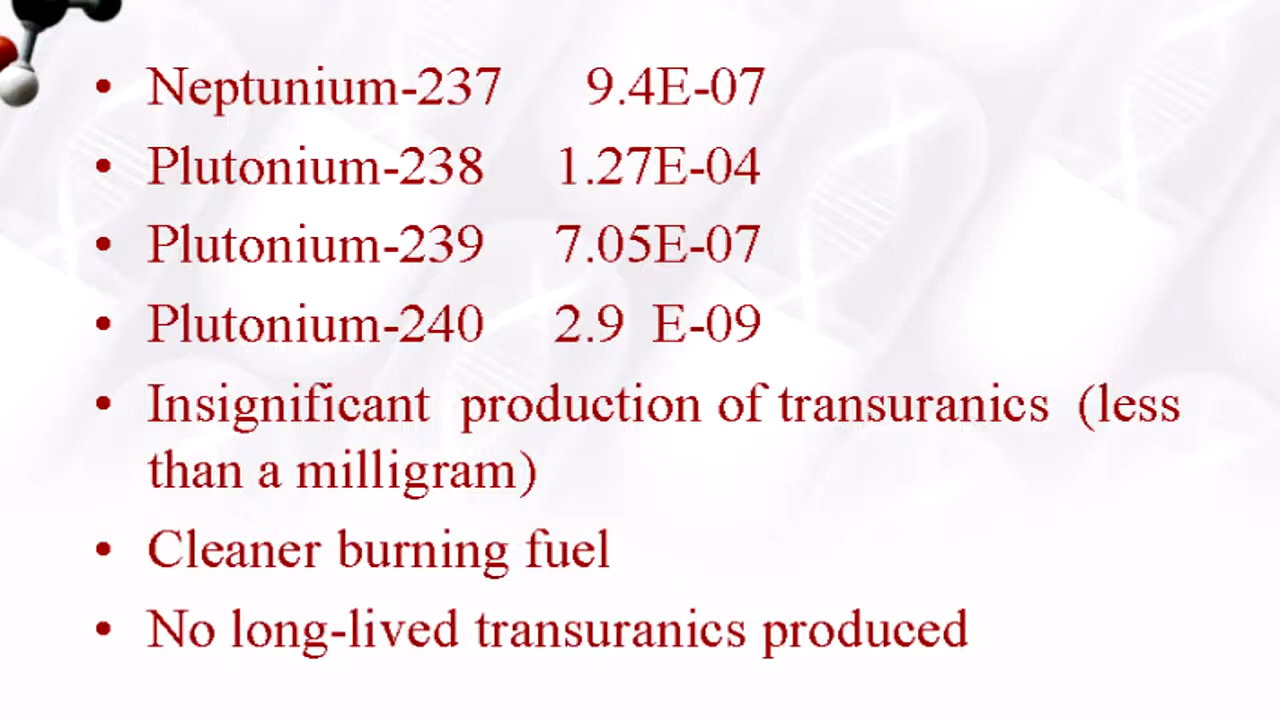 • Neptunium-237 9.4E-07
• Plutonium-238 1.27E-04
• Plutonium-239 7.05E-07
• Plutonium-240 2.9 E-09
• Insignificant production of transuranics (less
than a milligram)
• Cleaner burning fuel
• No long-lived transuranics produced